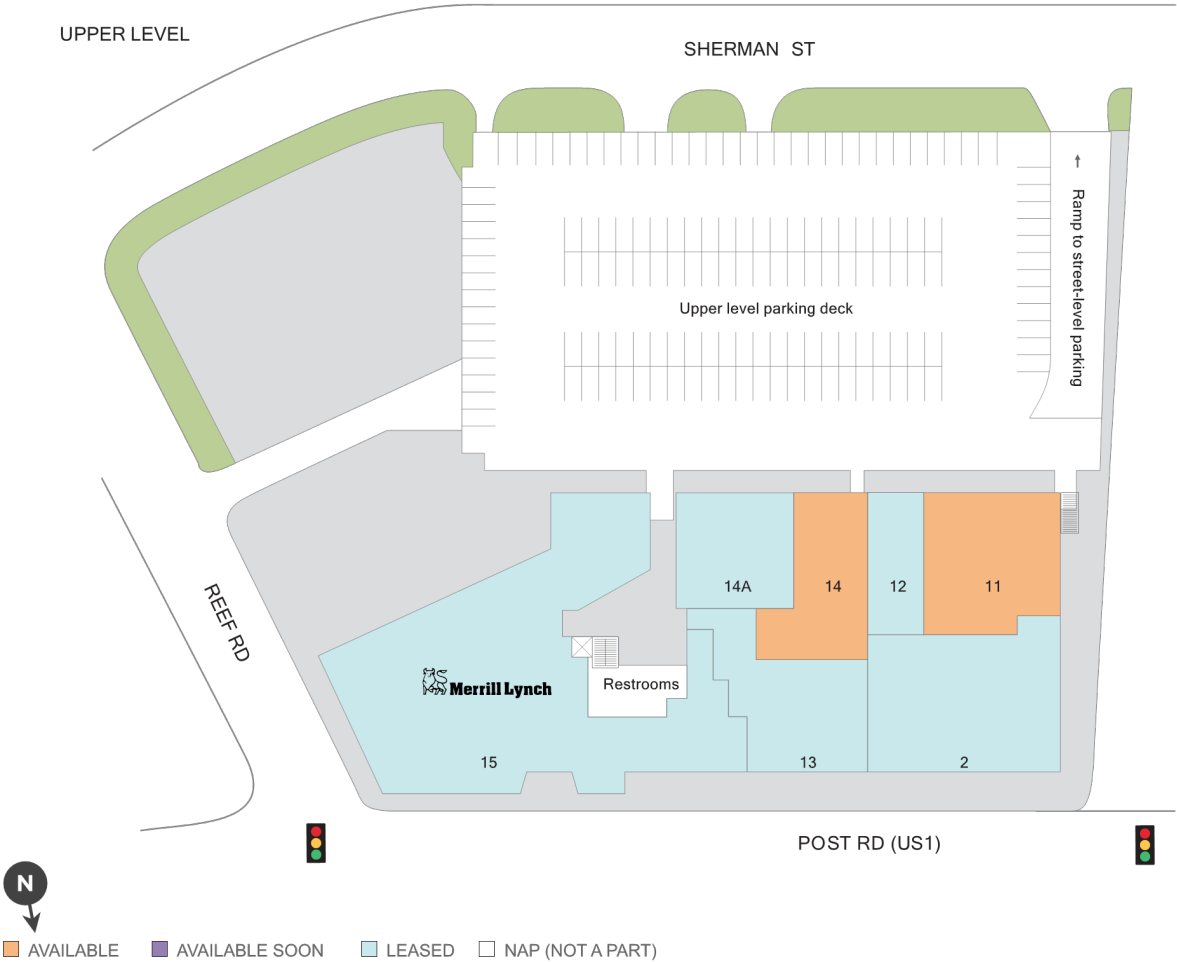 UPPER LEVEL
SHERMAN ST
Ramp to street-level parking
Upper level parking deck
REEF RD
14A
14
12
11
Merrill Lynch
Restrooms
15
13
2
POST RD (US1)
N
AVAILABLE
AVAILABLE SOON
LEASED
NAP (NOT A PART)